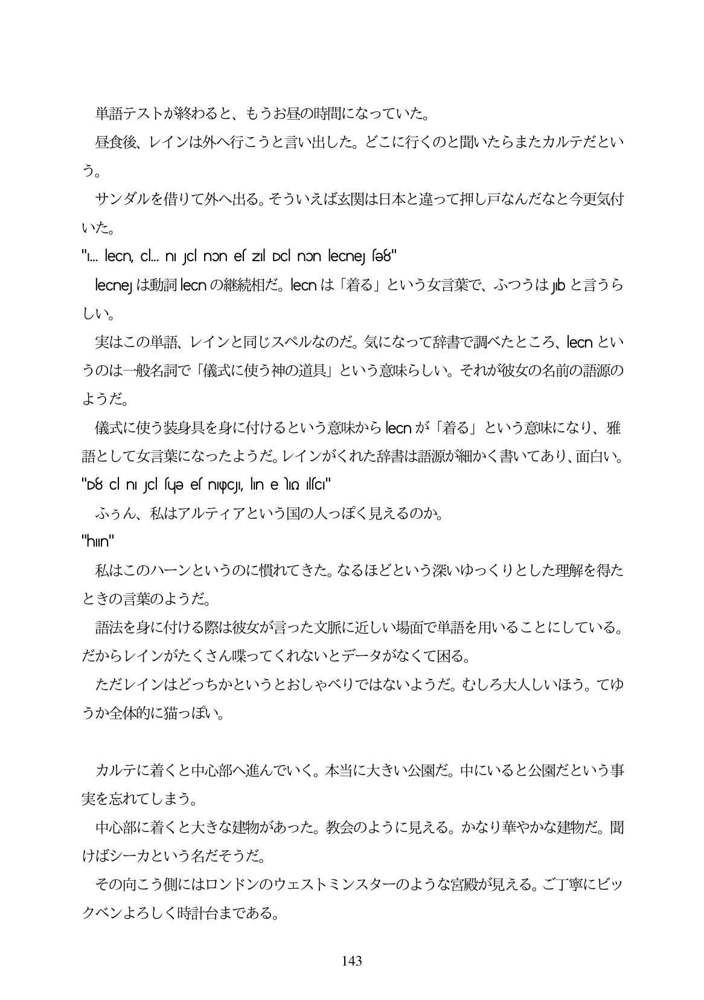 単語テストが終わると、もうお昼の時間になっていた。
昼食後、レインは外へ行こうと言い出した。どこに行くのと聞いたらまたカルテだとい
う。
サンダルを借りて外へ出る。そういえば玄関は日本と違って押し戸なんだなと今更気付
いた。
"ı... lecn, cl... nı ȷcl nɔn eʃ zıl ɒcl nɔn lecneȷ ʃɘ8"
lecneȷ は動詞 lecn の継続相だ。lecn は「着る」という女言葉で、ふつうは ȷıb と言うら
しい。
実はこの単語、レインと同じスペルなのだ。気になって辞書で調べたところ、lecn とい
うのは一般名詞で「儀式に使う神の道具」という意味らしい。それが彼女の名前の語源の
ようだ。
儀式に使う装身具を身に付けるという意味から lecn が「着る」という意味になり、雅
語として女言葉になったようだ。レインがくれた辞書は語源が細かく書いてあり、面白い。
"ɒ8 cl nı ȷcl ʃɥɘ eʃ nıφcȷı, lın e
ふぅん、私はアルティアという国の人っぽく見えるのか。
"hıın"
私はこのハーンというのに慣れてきた。なるほどという深いゆっくりとした理解を得た
ときの言葉のようだ。
語法を身に付ける際は彼女が言った文脈に近しい場面で単語を用いることにしている。
だからレインがたくさん喋ってくれないとデータがなくて困る。
ただレインはどっちかというとおしゃべりではないようだ。むしろ大人しいほう。てゆ
うか全体的に猫っぽい。
カルテに着くと中心部へ進んでいく。本当に大きい公園だ。中にいると公園だという事
実を忘れてしまう。
中心部に着くと大きな建物があった。教会のように見える。かなり華やかな建物だ。聞
けばシーカという名だそうだ。
その向こう側にはロンドンのウェストミンスターのような宮殿が見える。ご丁寧にビッ
クベンよろしく時計台まである。
143